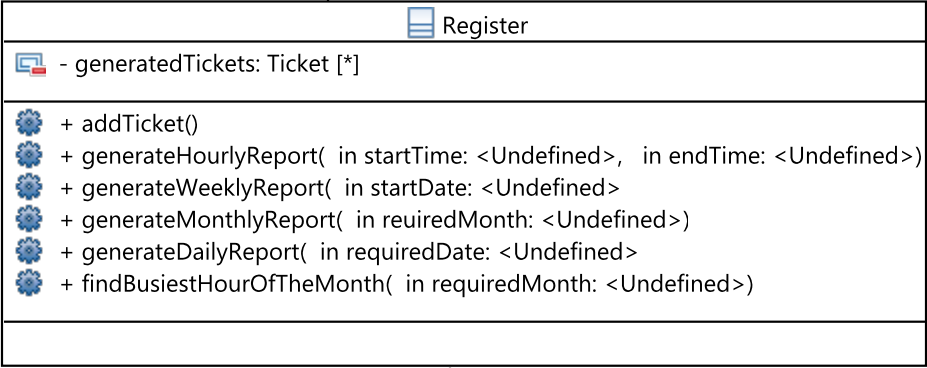 Register
- generatedTickets: Ticket [*]
+ addTicket()
+ generateHourlyReport(  in startTime: <Undefined>,   in endTime: <Undefined>)
+ generateWeeklyReport(  in startDate: <Undefined>
+ generateMonthlyReport(  in reuiredMonth: <Undefined>)
+ generateDailyReport(  in requiredDate: <Undefined>
+ findBusiestHourOfTheMonth(  in requiredMonth: <Undefined>)